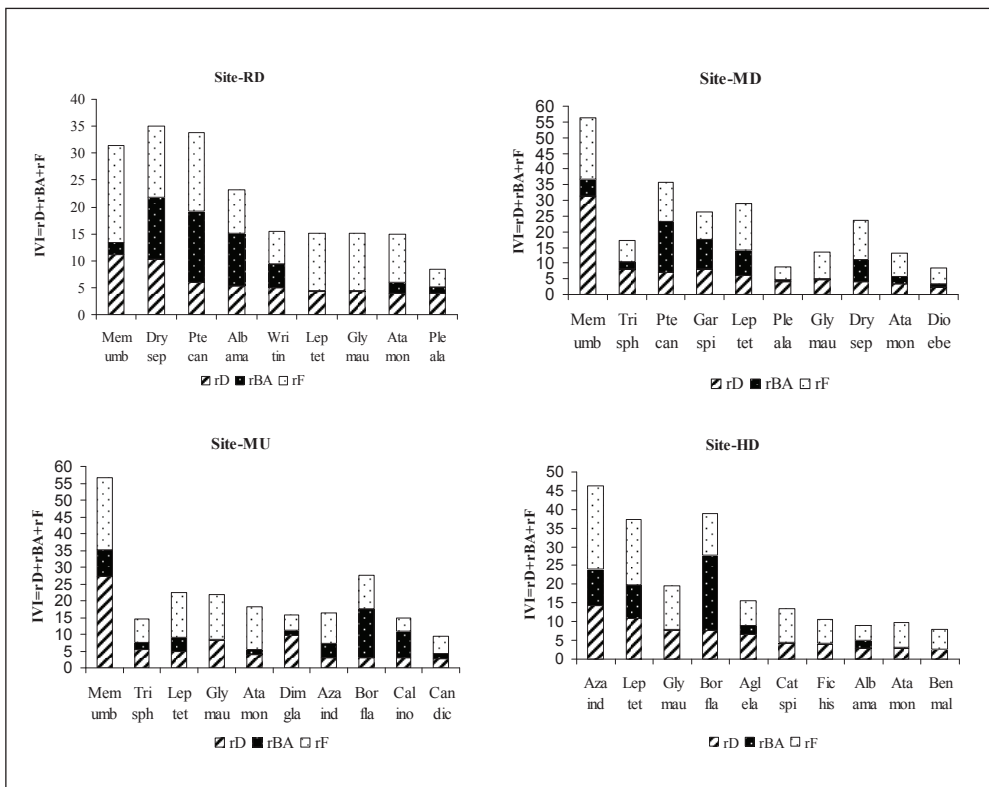 Site-RD
IVI=rD+rBA+rF
40
35
30
25
20
15
10
5
0
Mem Dry Pte Alb Wri Lep Gly Ata Ple
umb sep can ama tin tet mau mon ala
rD rBA rF
Site-MD
IVI=rD+rBA+rF
60
55
50
45
40
35
30
25
20
15
10
5
0
Mem Tri Pte Gar Lep Ple Gly Dry Ata Dio
umb sph can spi tet ala mau sep mon ebe
rD rBA rF
Site-MU
IVI=rD+rBA+rF
60
55
50
45
40
35
30
25
20
15
10
5
0
Mem Tri Lep Gly Ata Dim Aza Bor Cal Can
umb sph tet mau mon gla ind fla ino dic
rD rBA rF
Site-HD
IVI=rD+rBA+rF
50
45
40
35
30
25
20
15
10
5
0
Aza Lep Gly Bor Agl Cat Fic Alb Ata Ben
ind tet mau fla ela spi his ama mon mal
rD rBA rF